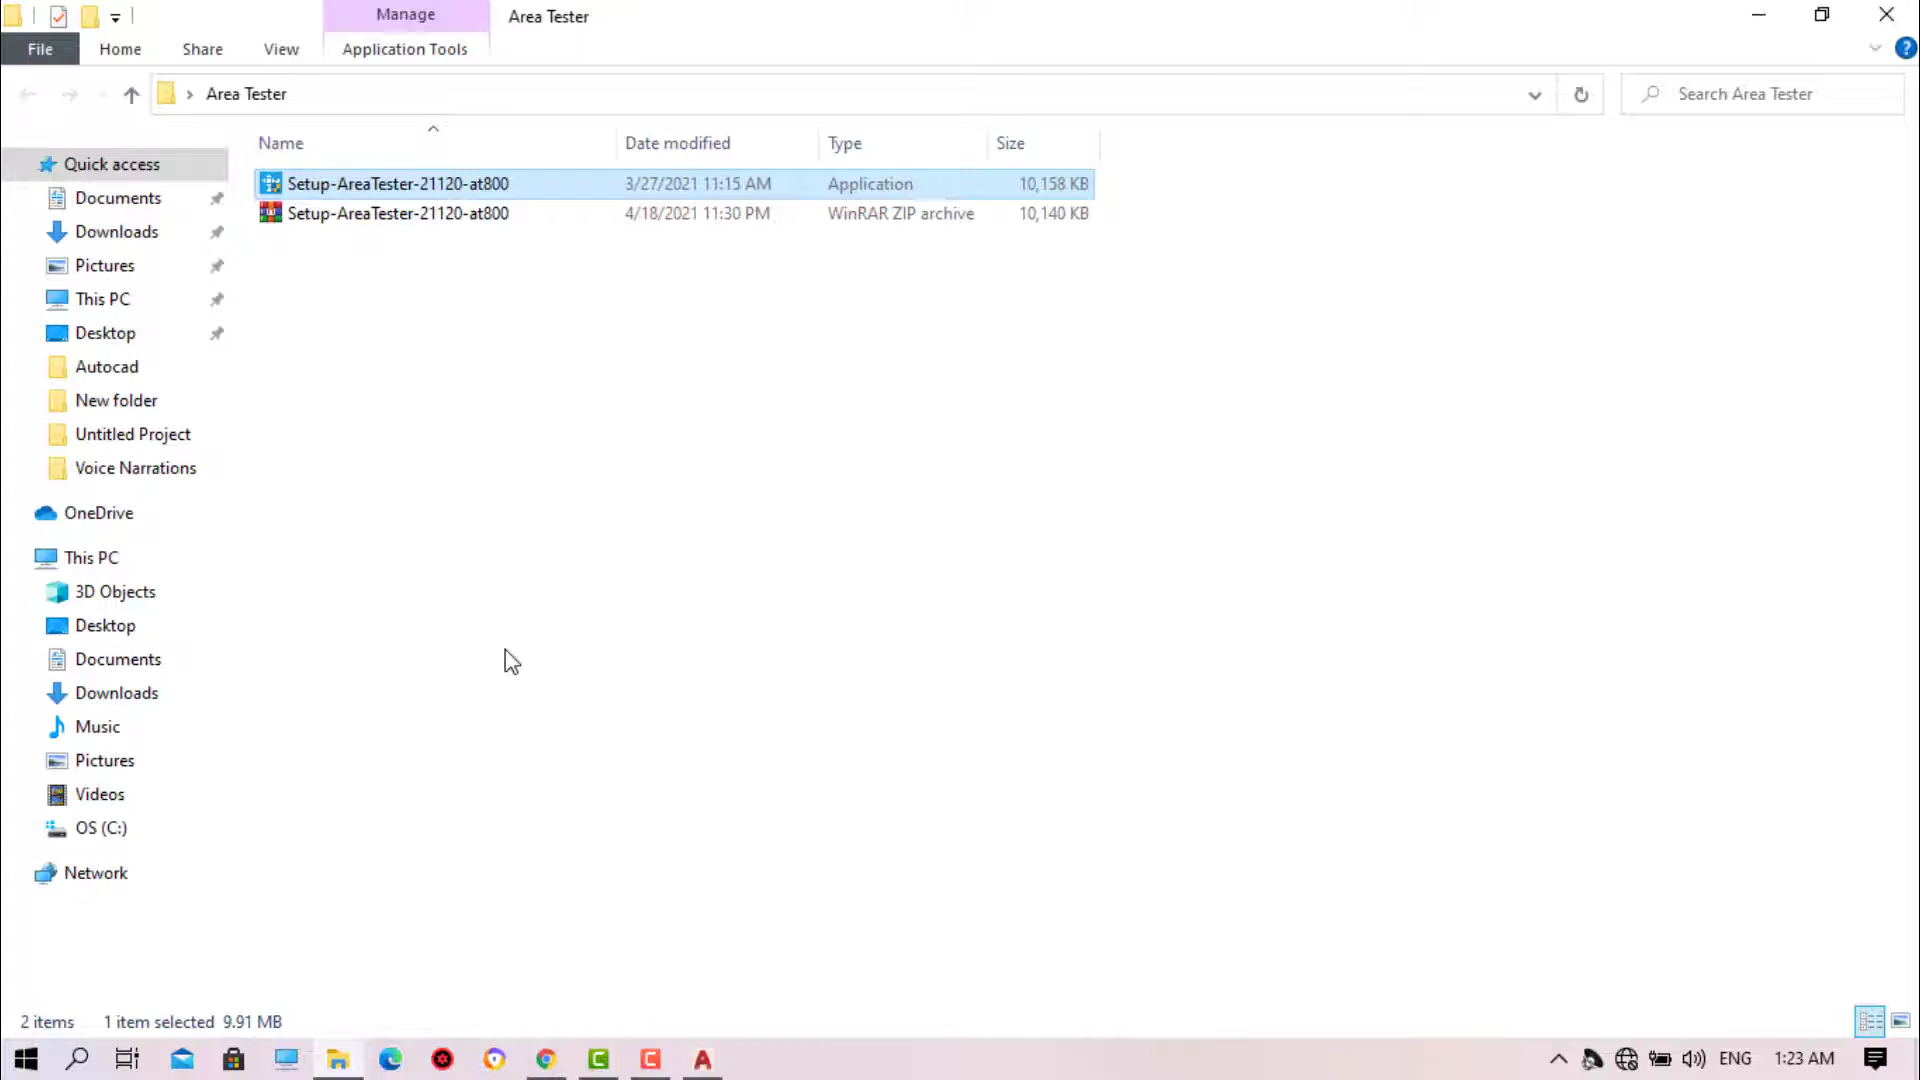 Manage
Area Tester
File
Home
Share
View
Application Tools
Area Tester
Search Area Tester
Name
Date modified
Type
Size
Quick access
Setup-AreaTester-21120-at800
3/27/2021 11:15 AM
Application
10,158 KB
Documents
Setup-AreaTester-21120-at800
4/18/2021 11:30 PM
WinRAR ZIP archive
10,140 KB
Downloads
Pictures
This PC
Desktop
Autocad
New folder
Untitled Project
Voice Narrations
OneDrive
This PC
3D Objects
Desktop
Documents
Downloads
Music
Pictures
Videos
OS (C:)
Network
2 items
1 item selected 9.91 MB
ENG
1:23 AM